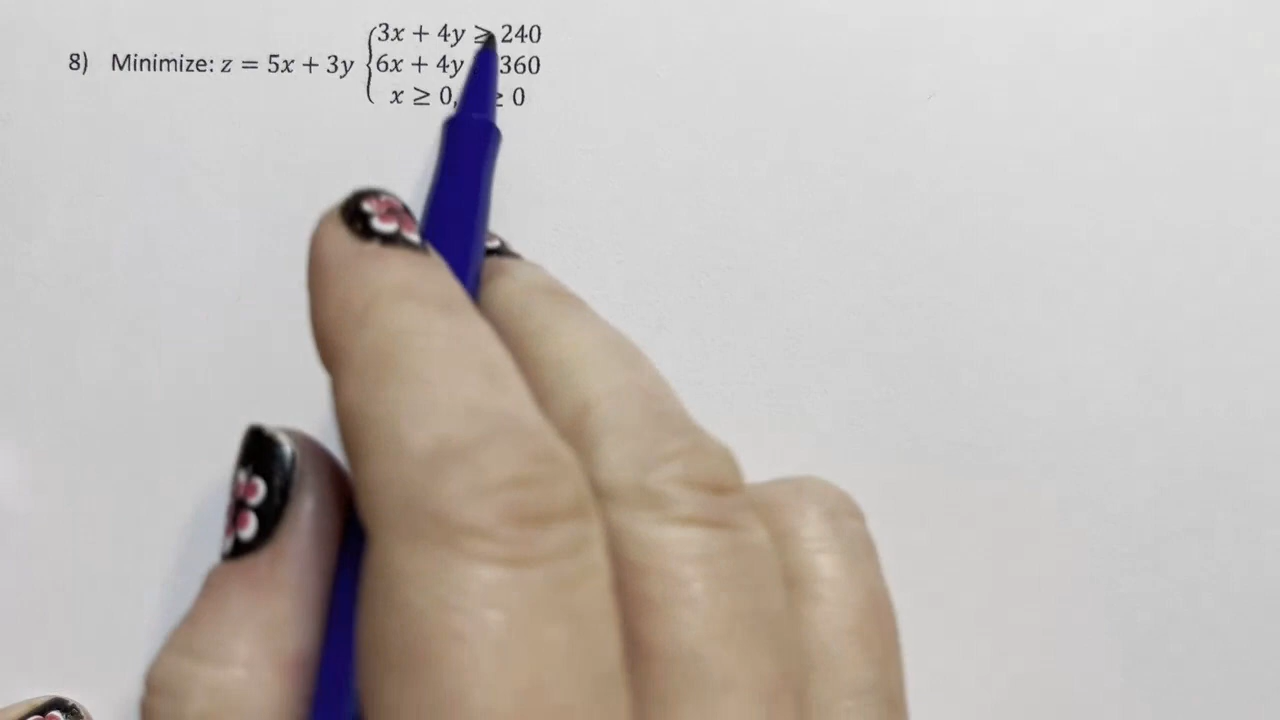 3x + 4y ≥ 240
8) Minimize: z = 5x + 3y { 6x + 4y 360
x ≥ 0, ≥ 0